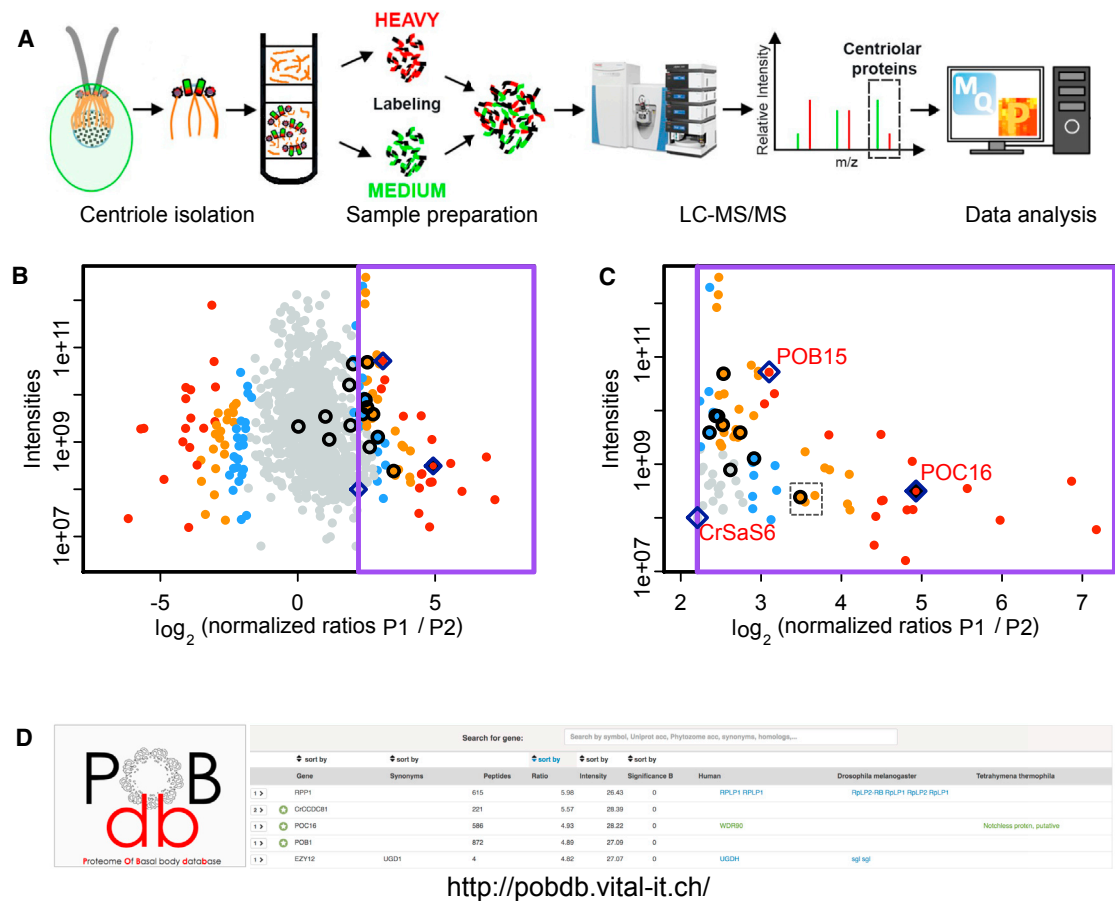 A
HEAVY
Labeling
MEDIUM
Relative Intensity
Centriolar
proteins
m/z
MQ
P
Centriole isolation
Sample preparation
LC-MS/MS
Data analysis
B
Intensities
1e+11
1e+09
1e+07
-5
0
5
log2 (normalized ratios P1 / P2)
C
Intensities
1e+11
1e+09
1e+07
POB15
POC16
CrSaS6
2
3
4
5
6
7
log2 (normalized ratios P1 / P2)
D
POB
db
Proteome Of Basal body database
Search for gene:
Search by symbol, Uniprot acc, Phytozome acc, synonyms, homologs,...
sort by sort by sort by sort by sort by
Gene Synonyms Peptides Ratio Intensity Significance B Human Drosophila melanogaster Tetrahymena thermophila
1 RPP1 615 5.98 26.43 0 RPLP1 RPLP1 RpLP2-RB RpLP1 RpLP2 RpLP1
2 CrCCDC81 221 5.57 28.39 0
1 POC16 586 4.93 28.22 0 WDR90 Notchless protein, putative
1 POB1 872 4.89 27.09 0
1 EZY12 UGD1 4 4.82 27.07 0 UGDH sgl sgl
http://pobdb.vital-it.ch/